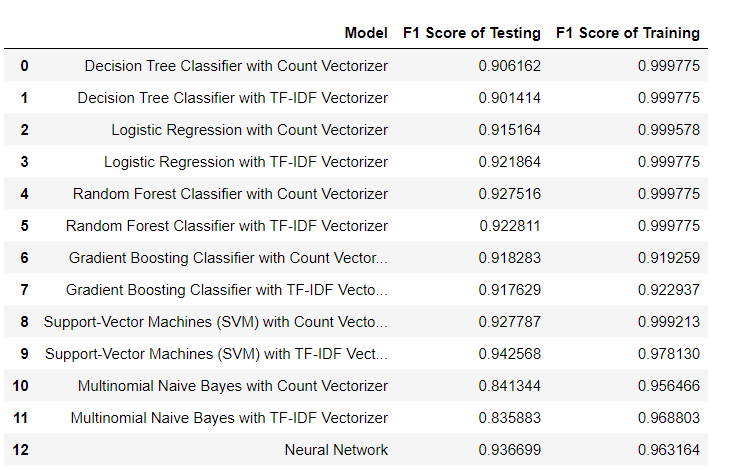 Model F1 Score of Testing F1 Score of Training
0 Decision Tree Classifier with Count Vectorizer 0.906162 0.999775
1 Decision Tree Classifier with TF-IDF Vectorizer 0.901414 0.999775
2 Logistic Regression with Count Vectorizer 0.915164 0.999578
3 Logistic Regression with TF-IDF Vectorizer 0.921864 0.999775
4 Random Forest Classifier with Count Vectorizer 0.927516 0.999775
5 Random Forest Classifier with TF-IDF Vectorizer 0.922811 0.999775
6 Gradient Boosting Classifier with Count Vector... 0.918283 0.919259
7 Gradient Boosting Classifier with TF-IDF Vecto... 0.917629 0.922937
8 Support-Vector Machines (SVM) with Count Vecto... 0.927787 0.999213
9 Support-Vector Machines (SVM) with TF-IDF Vect... 0.942568 0.978130
10 Multinomial Naive Bayes with Count Vectorizer 0.841344 0.956466
11 Multinomial Naive Bayes with TF-IDF Vectorizer 0.835883 0.968803
12 Neural Network 0.936699 0.963164